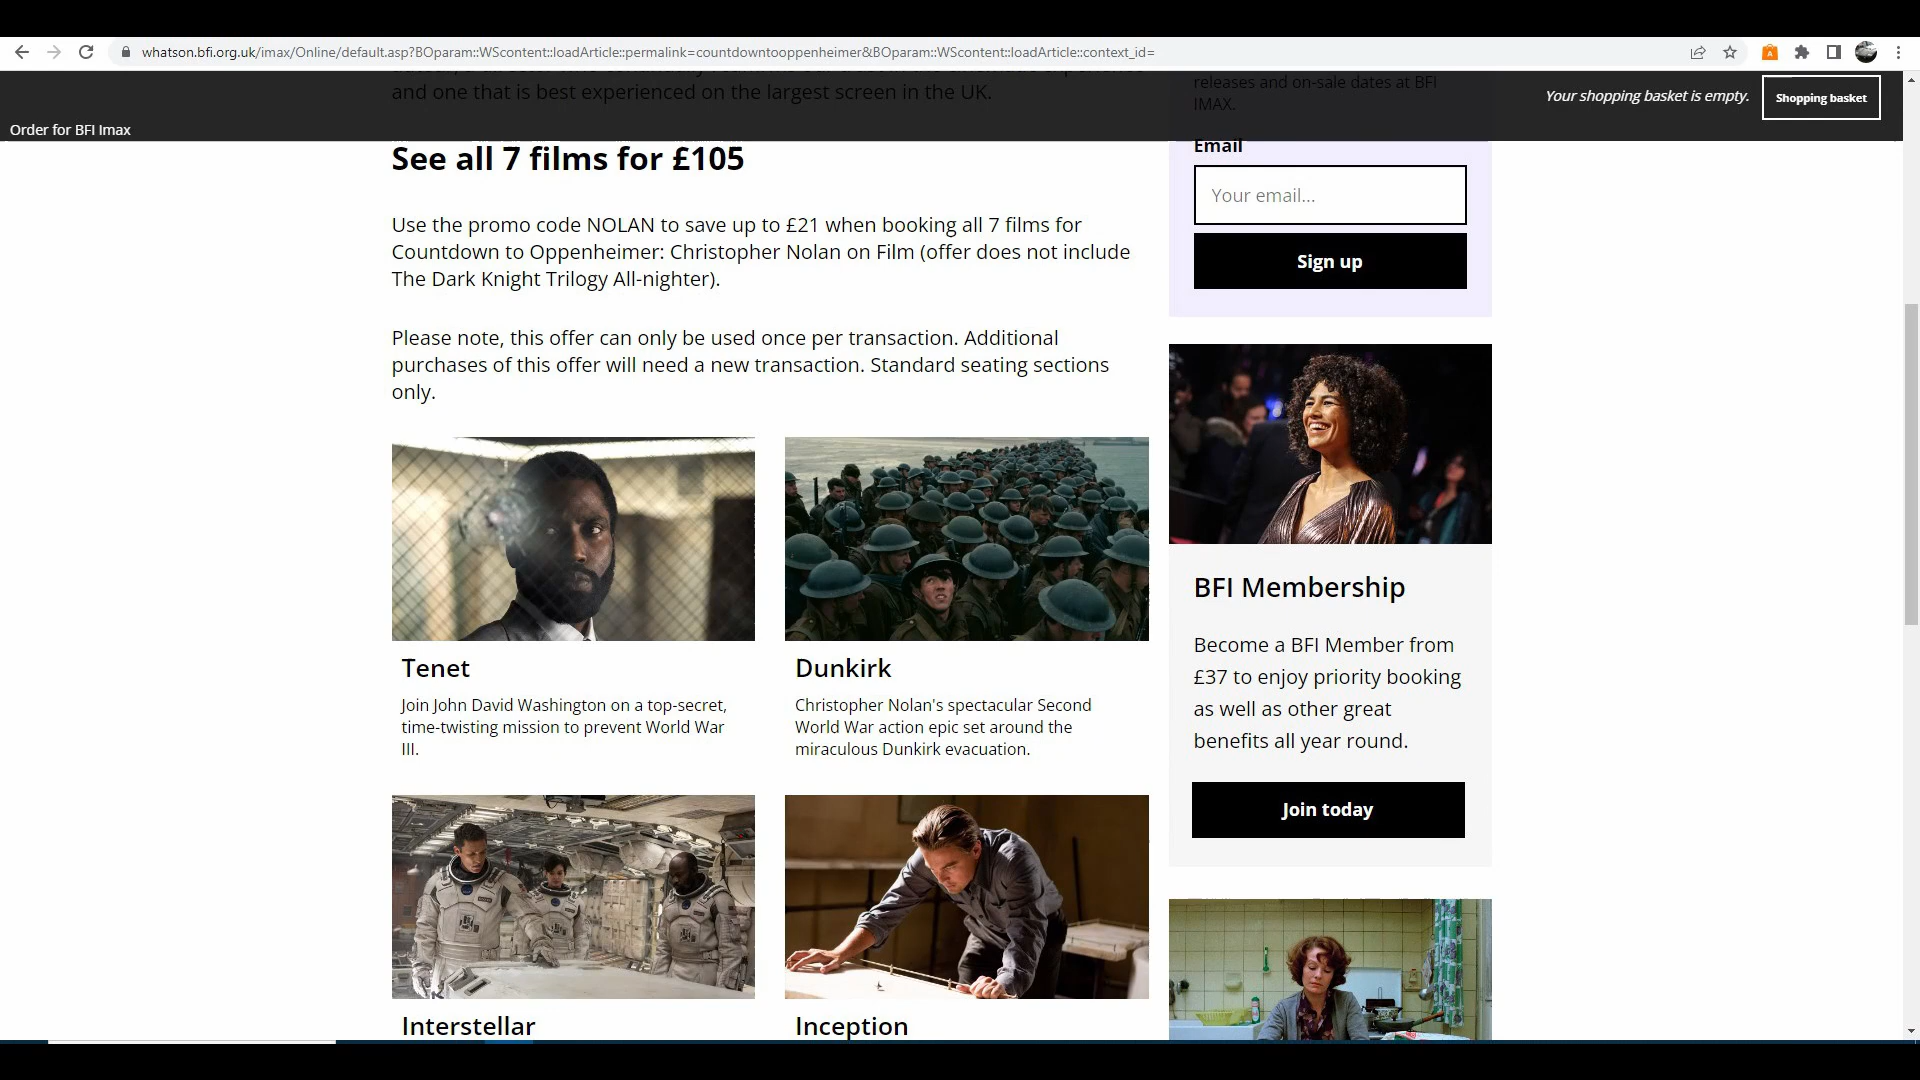 whatson.bfi.org.uk/imax/Online/default.asp?BOparam::WScontent::loadArticle::permalink=countdowntooppenheimer&BOparam::WScontent::loadArticle::context_id=
and one that is best experienced on the largest screen in the UK.
releases and on-sale dates at BFI
IMAX.
Your shopping basket is empty.
Shopping basket
Order for BFI Imax
See all 7 films for £105
Use the promo code NOLAN to save up to £21 when booking all 7 films for
Countdown to Oppenheimer: Christopher Nolan on Film (offer does not include
The Dark Knight Trilogy All-nighter).
Please note, this offer can only be used once per transaction. Additional
purchases of this offer will need a new transaction. Standard seating sections
only.
Tenet
Join John David Washington on a top-secret,
time-twisting mission to prevent World War
III.
Dunkirk
Christopher Nolan's spectacular Second
World War action epic set around the
miraculous Dunkirk evacuation.
Interstellar
Inception
Email
Your email...
Sign up
BFI Membership
Become a BFI Member from
£37 to enjoy priority booking
as well as other great
benefits all year round.
Join today